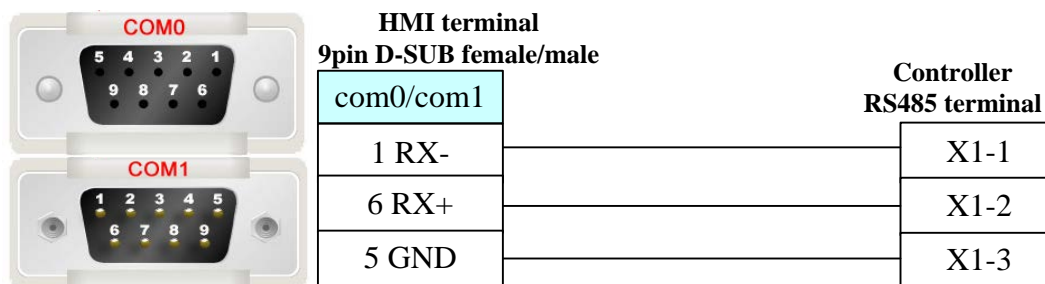 COM0
5 4 3 2 1
9 8 7 6
COM1
1 2 3 4 5
6 7 8 9
HMI terminal
9pin D-SUB female/male
com0/com1
1 RX-
6 RX+
5 GND
Controller
RS485 terminal
X1-1
X1-2
X1-3